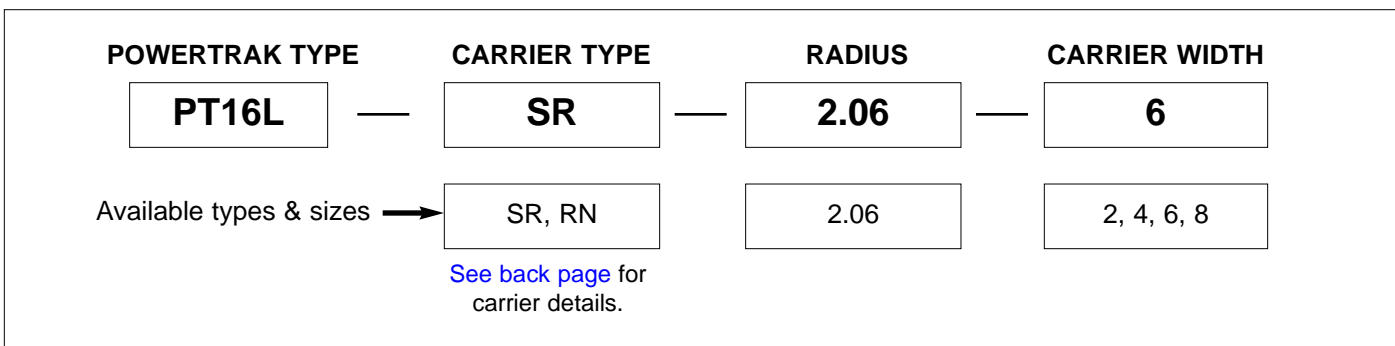 POWERTRAK TYPE CARRIER TYPE RADIUS CARRIER WIDTH
PT16L — SR — 2.06 — 6
Available types & sizes SR, RN 2.06 2, 4, 6, 8
See back page for
carrier details.